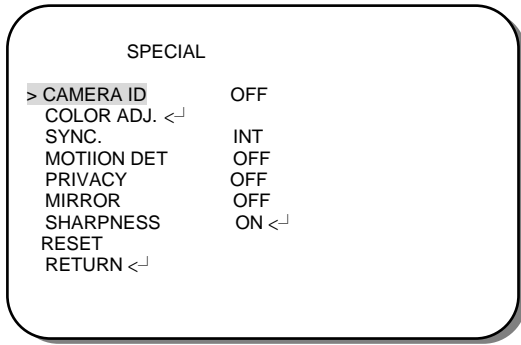 SPECIAL
> CAMERA ID OFF
COLOR ADJ. <┘
SYNC. INT
MOTIION DET OFF
PRIVACY OFF
MIRROR OFF
SHARPNESS ON <┘
RESET
RETURN <┘